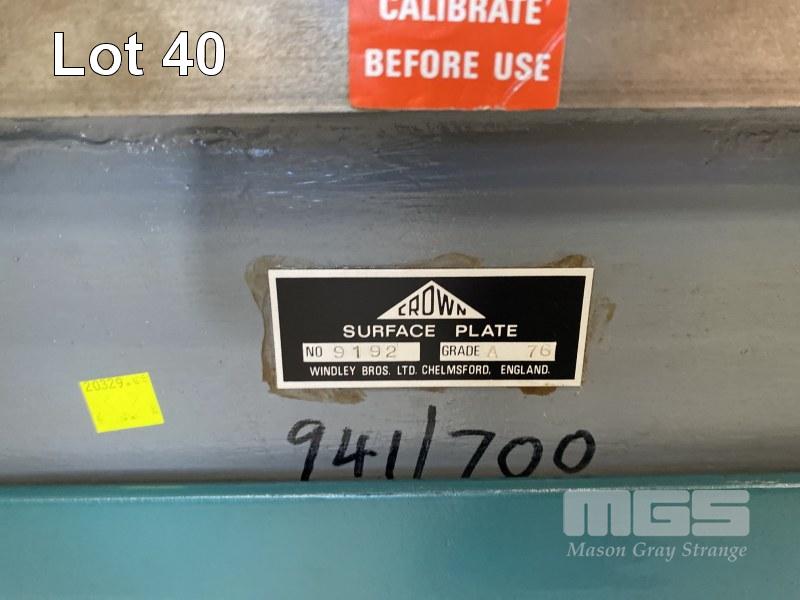 Lot 40
CALIBRATE
BEFORE USE
CROWN
SURFACE PLATE
NO 9192 GRADE A 76
WINDLEY BROS. LTD. CHELMSFORD, ENGLAND.
941/700
MGS
Mason Gray Strange